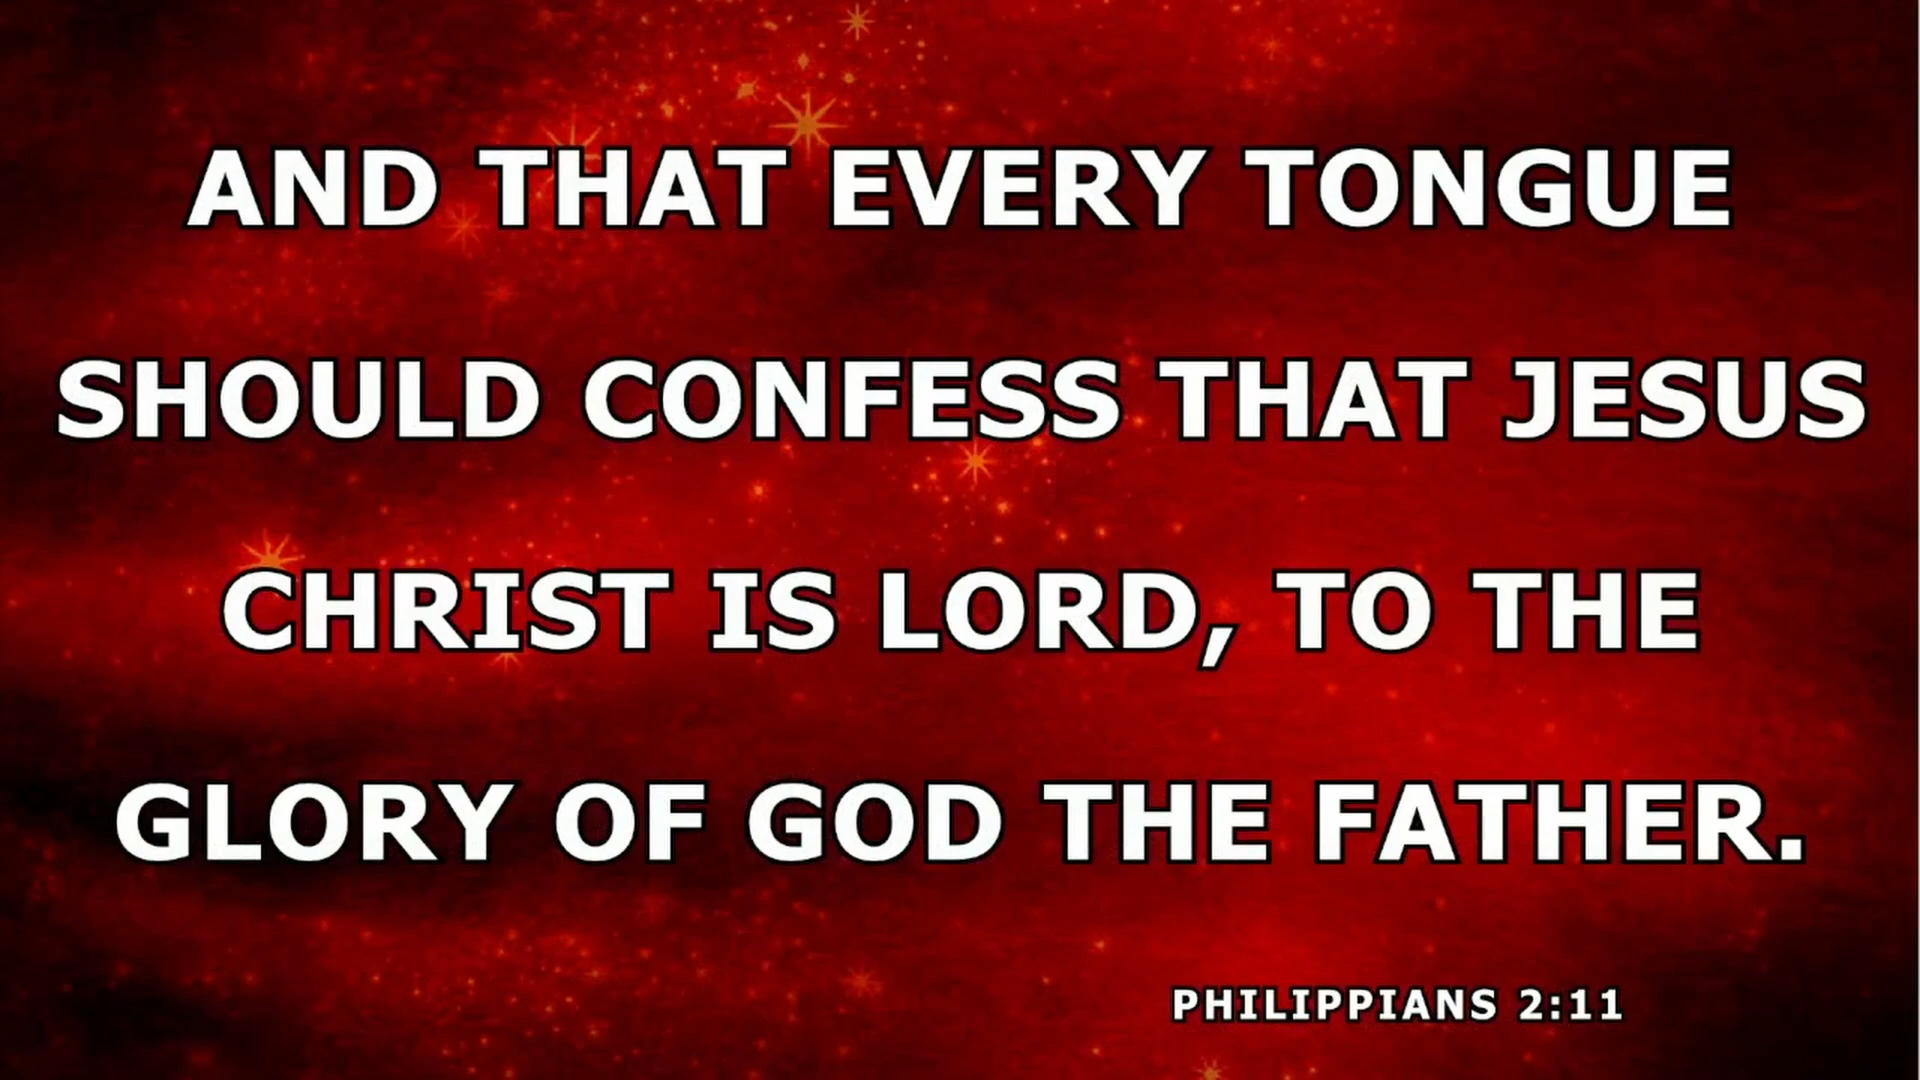 AND THAT EVERY TONGUE
SHOULD CONFESS THAT JESUS
CHRIST IS LORD, TO THE
GLORY OF GOD THE FATHER.
PHILIPPIANS 2:11